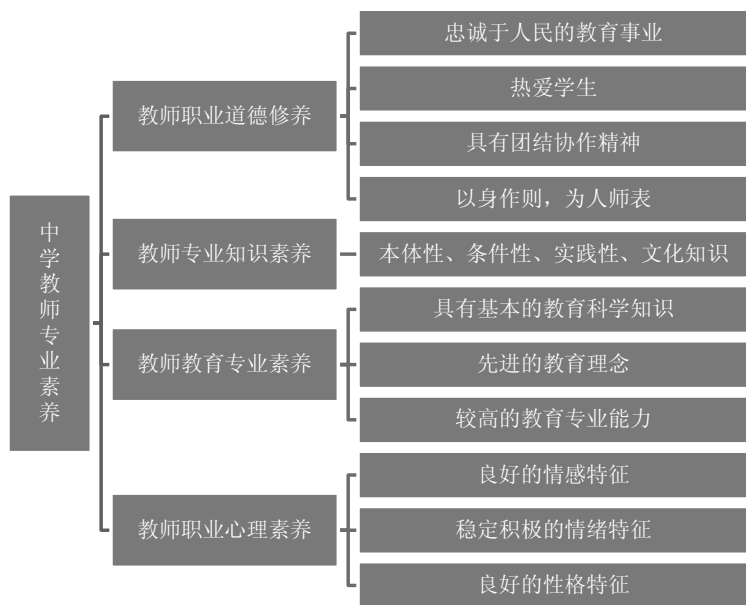 中学教师专业素养
教师职业道德修养
忠诚于人民的教育事业
热爱学生
具有团结协作精神
以身作则，为人师表
教师专业知识素养
本体性、条件性、实践性、文化知识
教师教育专业素养
具有基本的教育科学知识
先进的教育理念
较高的教育专业能力
教师职业心理素养
良好的情感特征
稳定积极的情绪特征
良好的性格特征